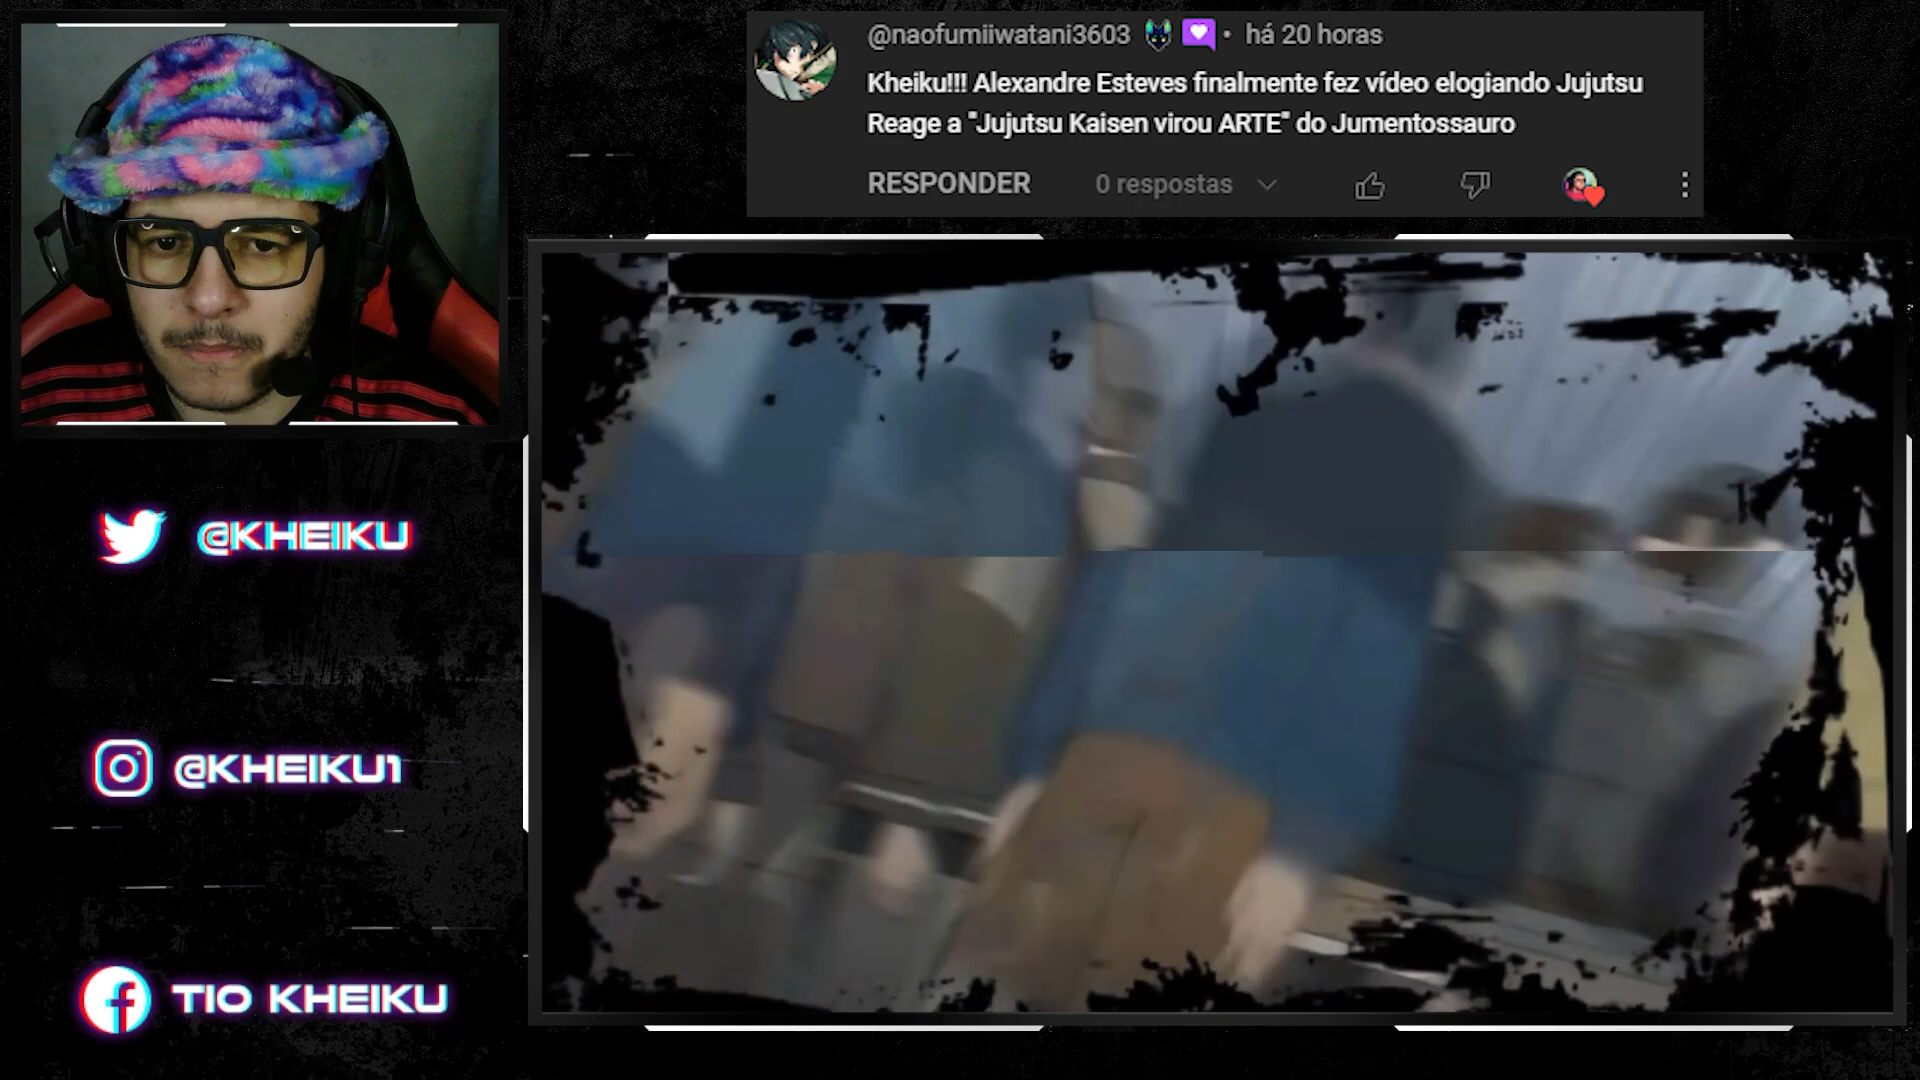 @naofumiiwatani3603 • há 20 horas
Kheiku!!! Alexandre Esteves finalmente fez vídeo elogiando Jujutsu
Reage a "Jujutsu Kaisen virou ARTE" do Jumentossauro
RESPONDER 0 respostas
@KHEIKU
@KHEIKU1
TIO KHEIKU